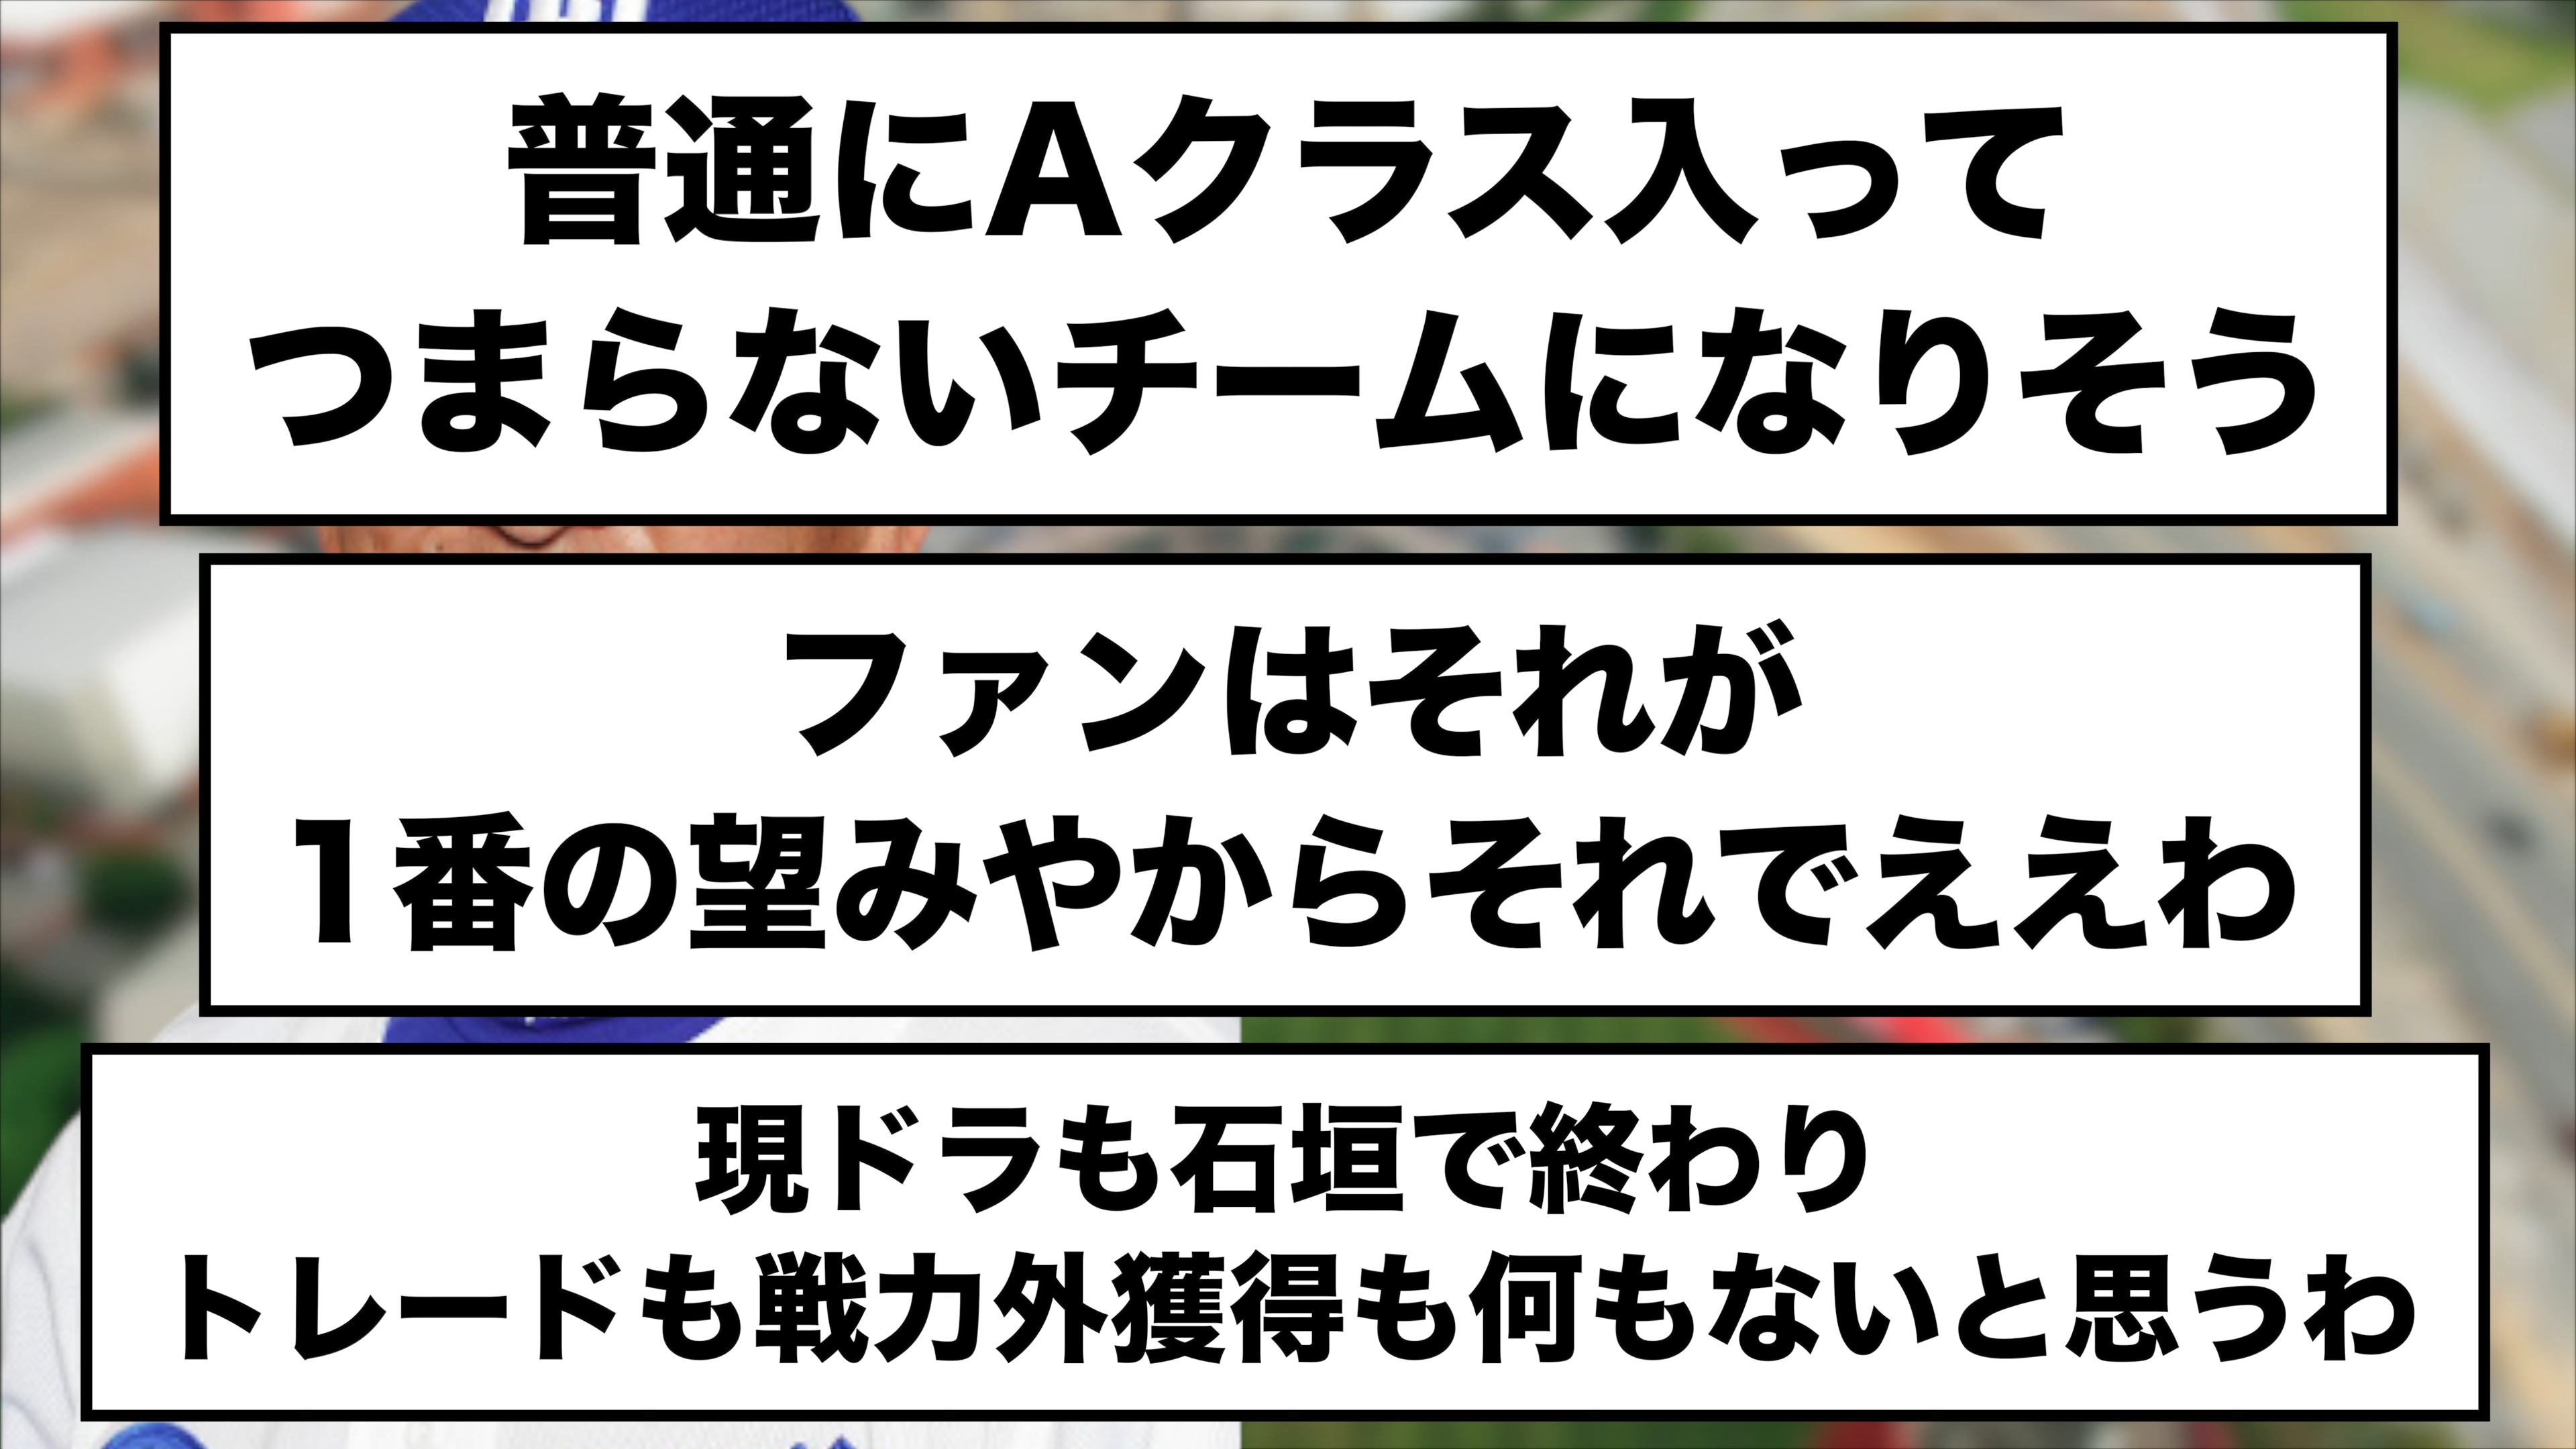 普通にAクラス入って
つまらないチームになりそう
ファンはそれが
1番の望みやからそれでええわ
現ドラも石垣で終わり
トレードも戦力外獲得も何もないと思うわ